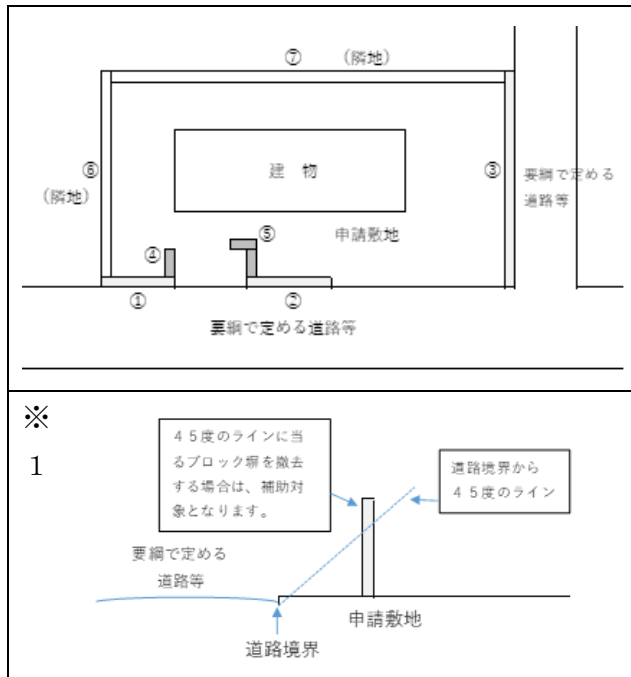 ⑦ (隣地)
⑥
(隣地)
建 物
③
要綱で定める
道路等
⑤
申請敷地
④
① ②
要綱で定める道路等
※
1
45度のラインに当
るブロック塀を撤去
する場合は、補助対
象となります。
道路境界から
45度のライン
要綱で定める
道路等
申請敷地
道路境界